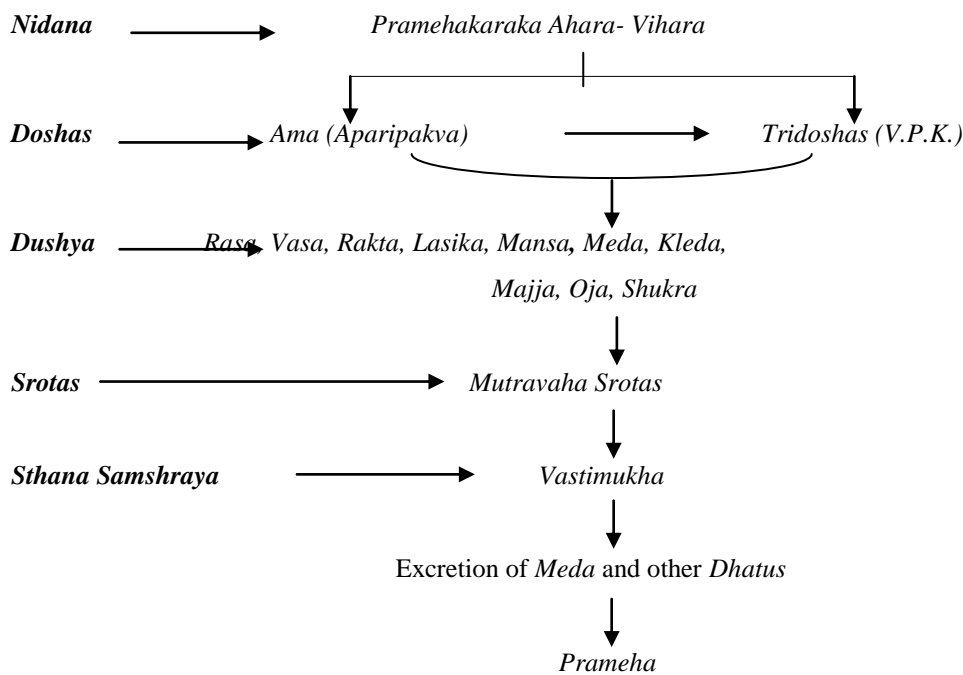 Nidana Pramehakaraka Ahara- Vihara
Doshas Ama (Aparipakva) Tridoshas (V.P.K.)
Dushya Rasa, Vasa, Rakta, Lasika, Mansa, Meda, Kleda,
Majja, Oja, Shukra
Srotas Mutravaha Srotas
Sthana Samshraya Vastimukha
Excretion of Meda and other Dhatus
Prameha